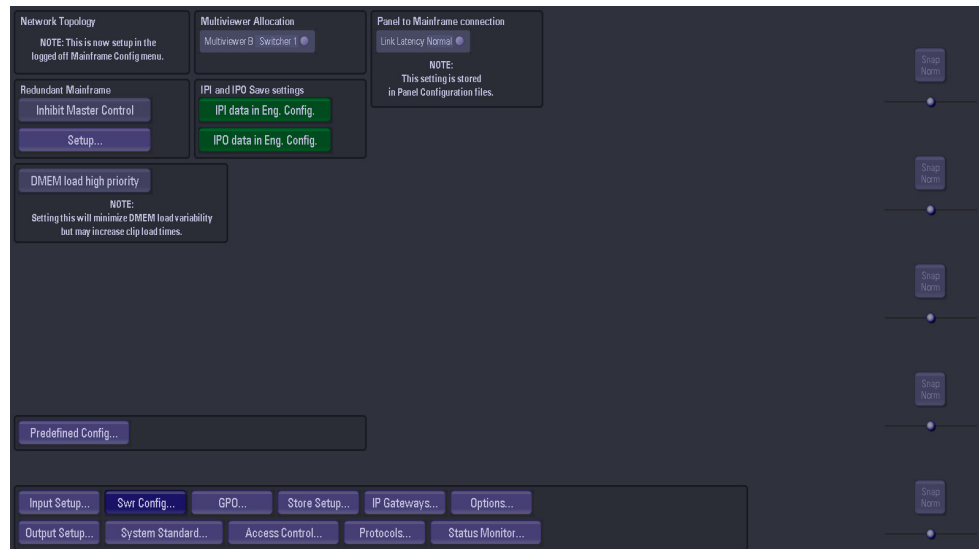 Network Topology
NOTE: This is now setup in the
logged off Mainframe Config menu.
Multiviewer Allocation
Multiviewer B Switcher 1
Panel to Mainframe connection
Link Latency Normal
NOTE:
This setting is stored
in Panel Configuration files.
Redundant Mainframe
Inhibit Master Control
Setup...
IPI and IPO Save settings
IPI data in Eng. Config.
IPO data in Eng. Config.
DMEM load high priority
NOTE:
Setting this will minimize DMEM load variability
but may increase clip load times.
Snap
Norm
Snap
Norm
Snap
Norm
Snap
Norm
Snap
Norm
Predefined Config...
Input Setup... Swr Config... GPO... Store Setup... IP Gateways... Options...
Output Setup... System Standard... Access Control... Protocols... Status Monitor...